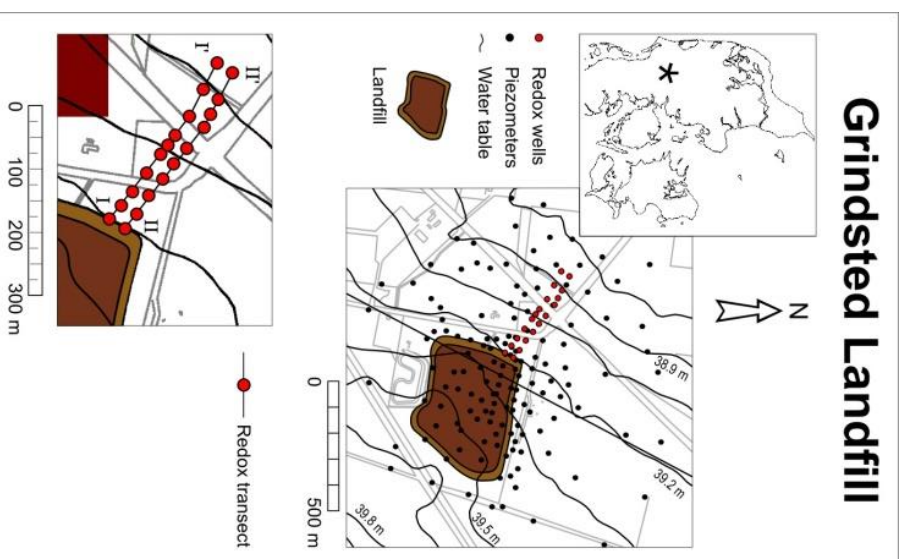 Grindsted Landfill
N
Redox wells
Piezometers
Water table
Landfill
38.9 m
39.2 m
39.5 m
39.8 m
0 500 m
I' II'
I II
0 100 200 300 m
Redox transect